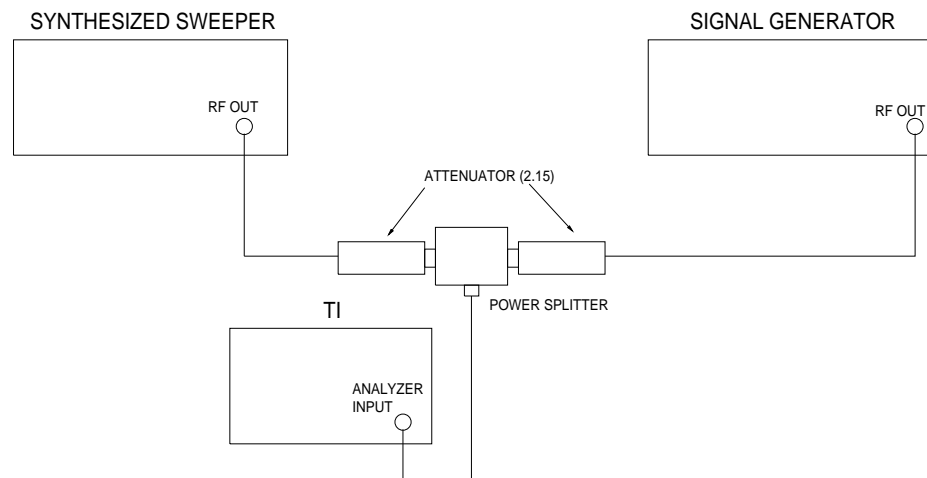 SYNTHESIZED SWEEPER
SIGNAL GENERATOR
RF OUT
RF OUT
ATTENUATOR (2.15)
POWER SPLITTER
TI
ANALYZER
INPUT